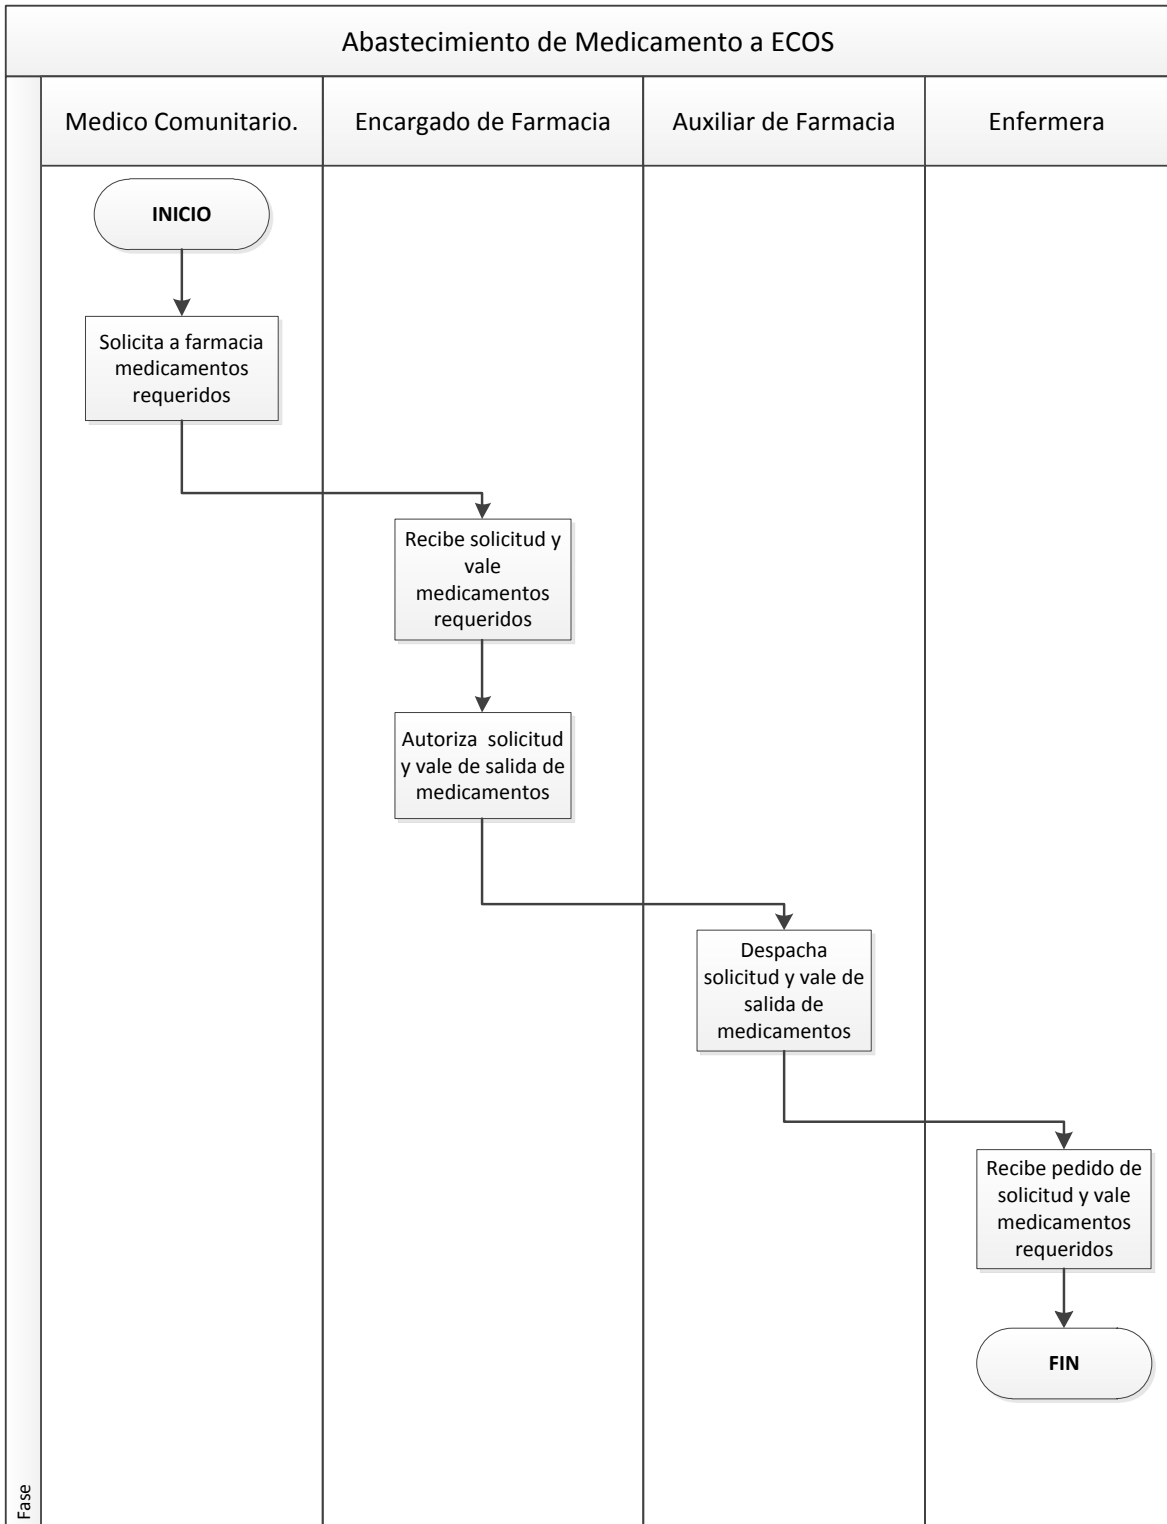 Abastecimiento de Medicamento a ECOS
Medico Comunitario.
Encargado de Farmacia
Auxiliar de Farmacia
Enfermera
INICIO
Solicita a farmacia
medicamentos
requeridos
Recibe solicitud y
vale
medicamentos
requeridos
Autoriza  solicitud
y vale de salida de
medicamentos
Despacha
solicitud y vale de
salida de
medicamentos
Recibe pedido de
solicitud y vale
medicamentos
requeridos
FIN
Fase